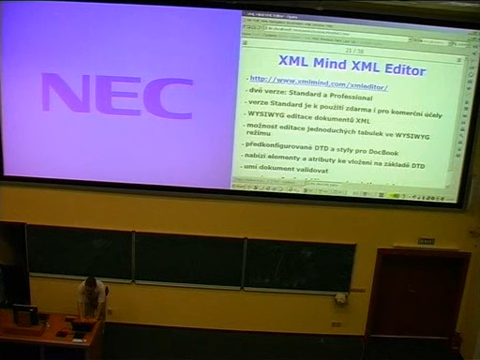 NEC
XML Mind XML Editor
- http://www.xmlmind.com/xmleditor/
- dvě verze: Standard a Professional
- verze Standard je k použití zdarma i pro komerční účely
- WYSIWYG editace dokumentů XML
- možnost editace jednoduchých tabulek ve WYSIWYG
režimu
- předkonfigurované DTD a styly pro DocBook
- nabízí elementy a atributy ke vložení na základě DTD
- umí dokument validovat